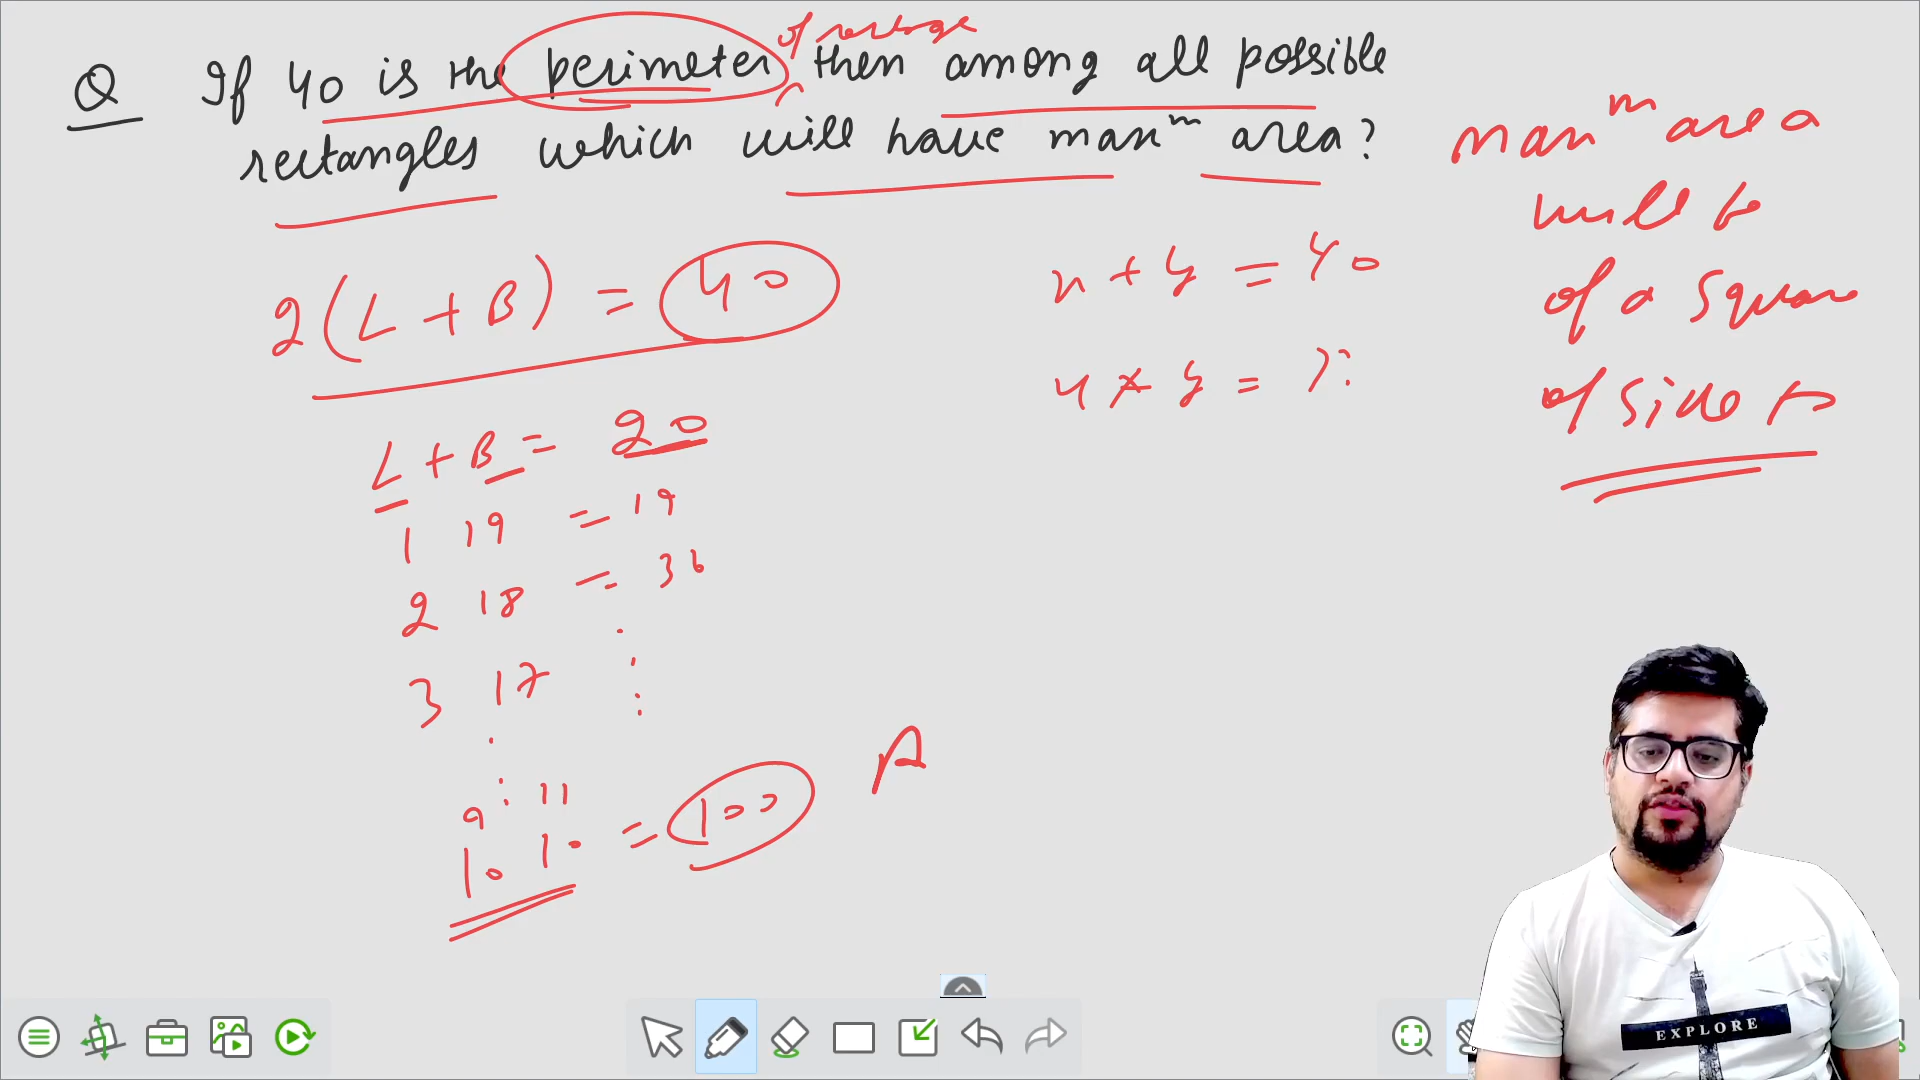 Q If 40 is the perimeter of rectangle then among all possible
rectangles which will have maxᵐ area?
2(L+B) = 40
L+B = 20
1 19 = 19
2 18 = 36
3 17
9 11
10 10 = 100 A
x + y = 40
x × y = ??
maxᵐ area
will be
of a square
of side 10
EXPLORE